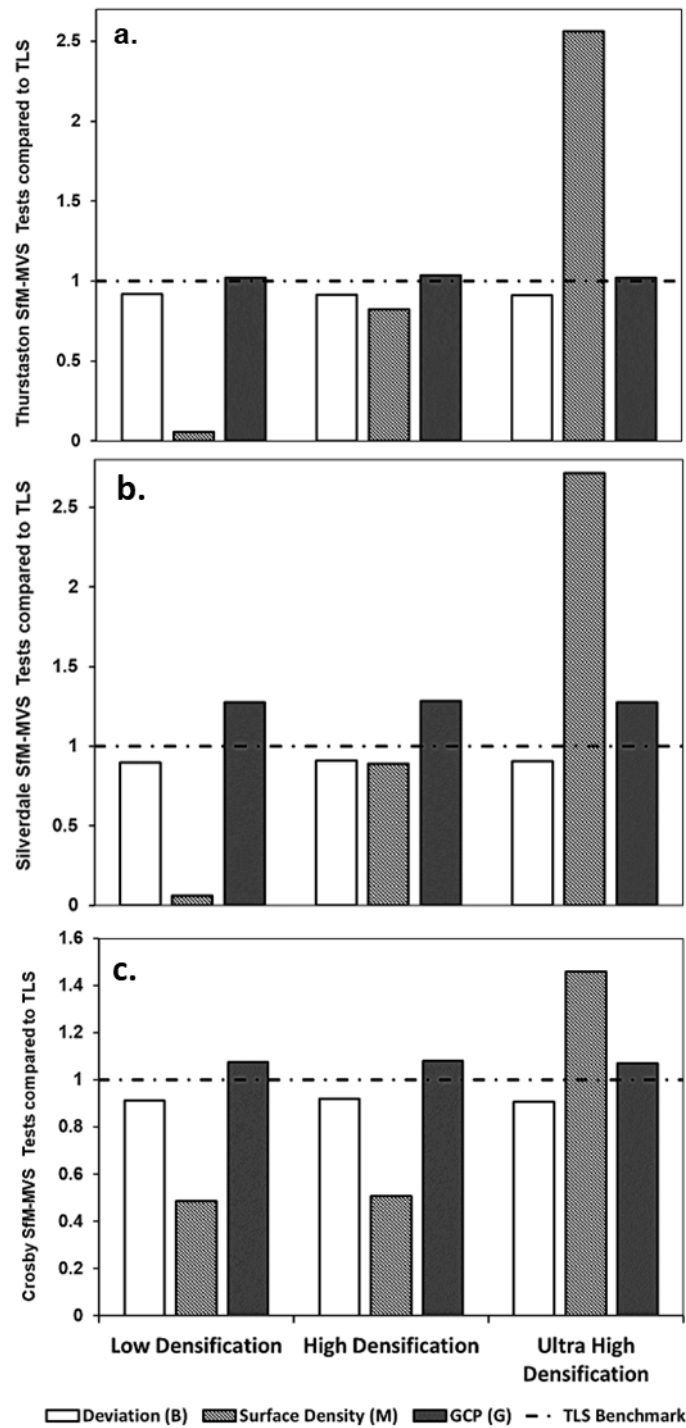 a.
Thurstaston SfM-MVS Tests compared to TLS
2.5
2
1.5
1
0.5
0
b.
Silverdale SfM-MVS Tests compared to TLS
2.5
2
1.5
1
0.5
0
c.
Crosby SfM-MVS Tests compared to TLS
1.6
1.4
1.2
1
0.8
0.6
0.4
0.2
0
Low Densification High Densification Ultra High
Densification
Deviation (B) Surface Density (M) GCP (G) TLS Benchmark